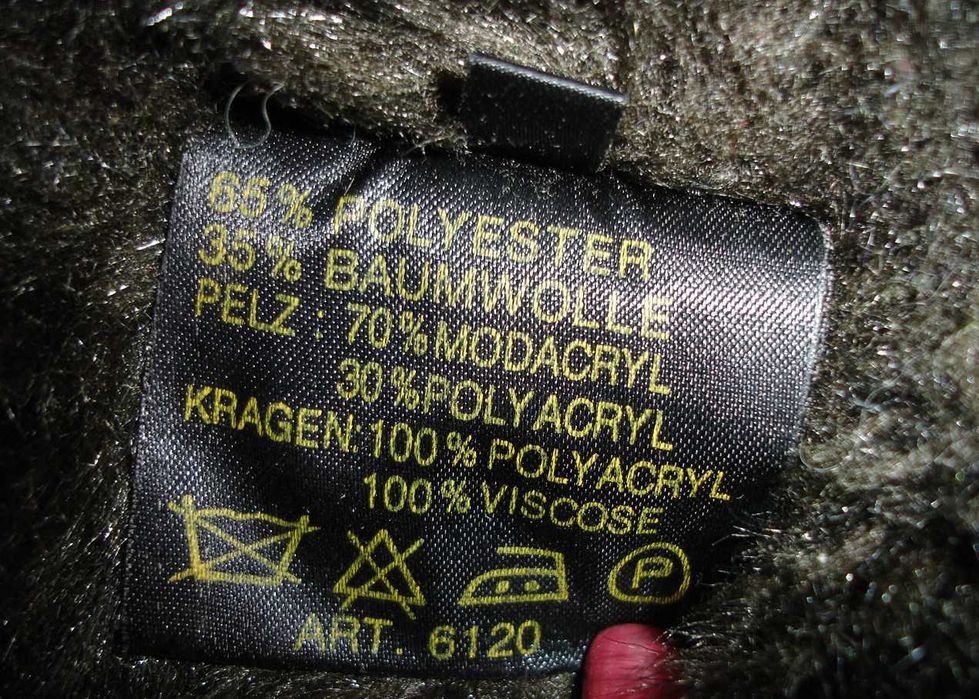 65% POLYESTER
35% BAUMWOLLE
PELZ : 70% MODACRYL
30% POLYACRYL
KRAGEN: 100% POLYACRYL
100% VISCOSE
P
ART. 6120